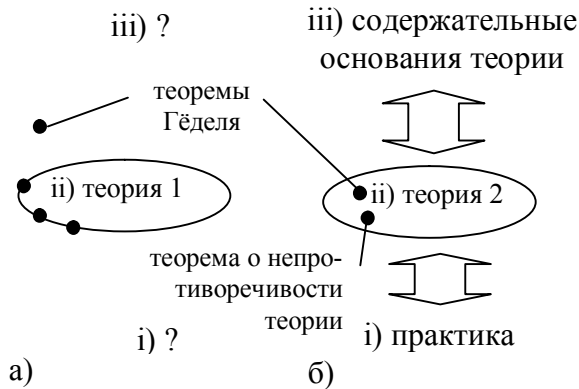 iii) ?
iii) содержательные
основания теории
теоремы
Гёделя
ii) теория 1
ii) теория 2
теорема о непро-
тиворечивости
теории
i) ?
i) практика
а)
б)